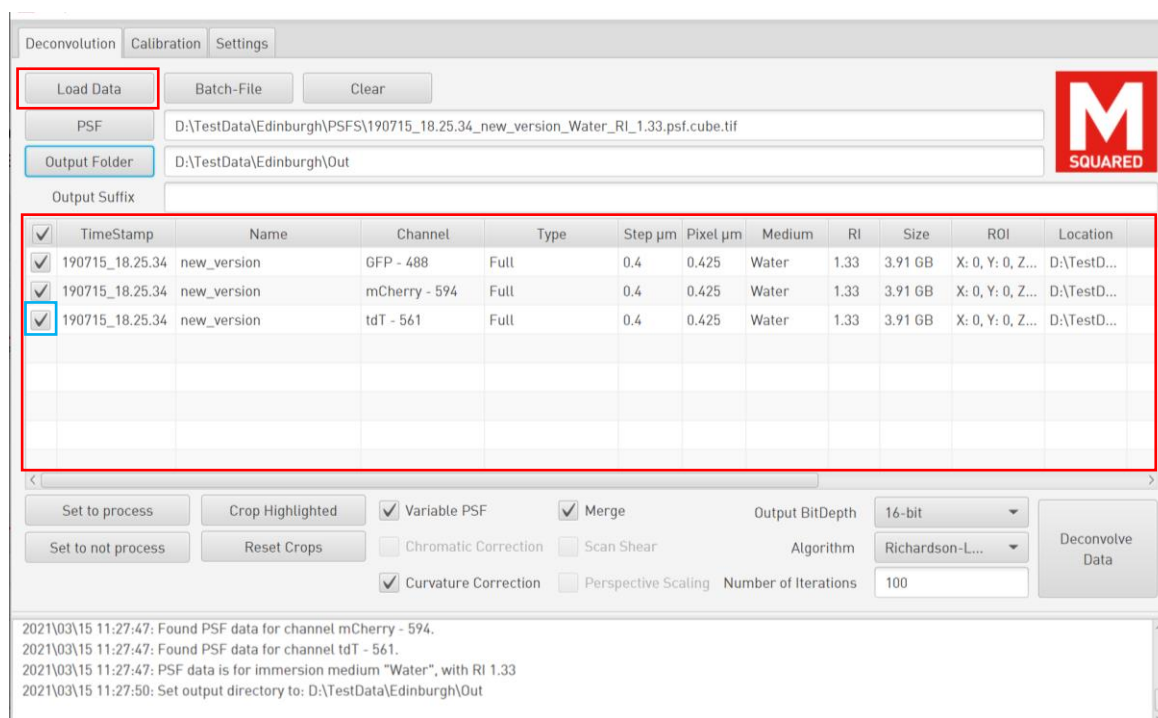 Deconvolution Calibration Settings
Load Data Batch-File Clear
PSF D:\TestData\Edinburgh\PSFS\190715_18.25.34_new_version_Water_RI_1.33.psf.cube.tif
M
SQUARED
Output Folder D:\TestData\Edinburgh\Out
Output Suffix
TimeStamp Name Channel Type Step µm Pixel µm Medium RI Size ROI Location
190715_18.25.34 new_version GFP - 488 Full 0.4 0.425 Water 1.33 3.91 GB X: 0, Y: 0, Z... D:\TestD...
190715_18.25.34 new_version mCherry - 594 Full 0.4 0.425 Water 1.33 3.91 GB X: 0, Y: 0, Z... D:\TestD...
190715_18.25.34 new_version tdT - 561 Full 0.4 0.425 Water 1.33 3.91 GB X: 0, Y: 0, Z... D:\TestD...
Set to process Crop Highlighted Variable PSF Merge Output BitDepth 16-bit
Set to not process Reset Crops Chromatic Correction Scan Shear Algorithm Richardson-L...
Deconvolve
Data
Curvature Correction Perspective Scaling Number of Iterations 100
2021\03\15 11:27:47: Found PSF data for channel mCherry - 594.
2021\03\15 11:27:47: Found PSF data for channel tdT - 561.
2021\03\15 11:27:47: PSF data is for immersion medium "Water", with RI 1.33
2021\03\15 11:27:50: Set output directory to: D:\TestData\Edinburgh\Out